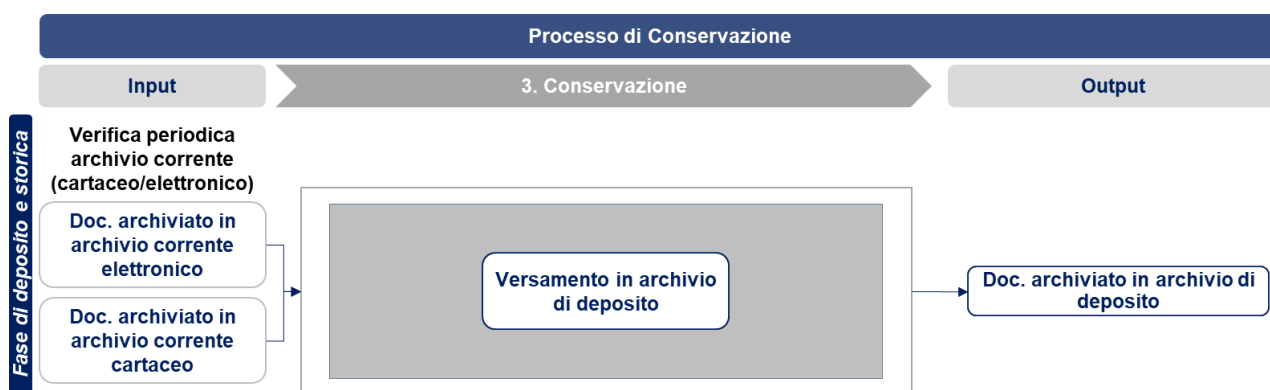 Processo di Conservazione
Input
3. Conservazione
Output
Fase di deposito e storica
Verifica periodica
archivio corrente
(cartaceo/elettronico)
Doc. archiviato in
archivio corrente
elettronico
Doc. archiviato in
archivio corrente
cartaceo
Versamento in archivio
di deposito
Doc. archiviato in archivio di
deposito